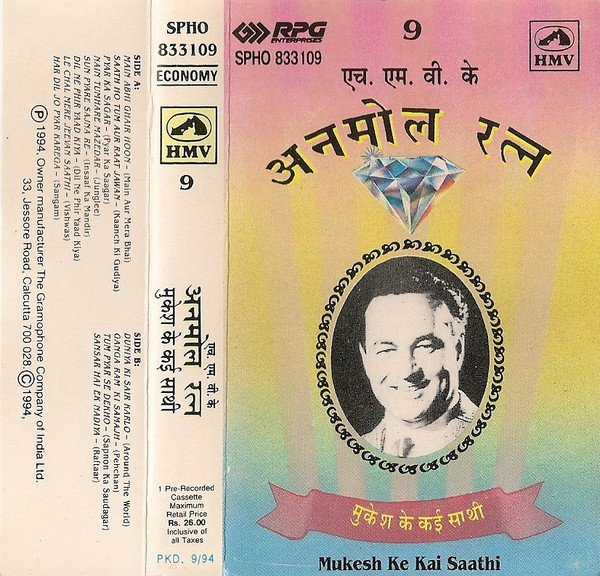 SIDE A:
MAIN ABHI GHAIR HOON – (Main Aur Mera Bhai)
SAATH HO TUM AUR RAAT JAWAN – (Kaanch Ki Gudiya)
PYAR KA SAGAR – (Pyar Ka Saagar)
MAIN TUMHARE MAZEDAR – (Junglee)
SUN PYARE SAJNA RE – (Insaaf Ka Mandir)
DIL NE PHIR YAAD KIYA – (Dil Ne Phir Yaad Kiya)
LE CHAL MERE JEEVAN SAATHI – (Vishwas)
HAR DIL JO PYAR KAREGA – (Sangam)
SIDE B:
DUNIYA KI SAIR KARLO – (Around The World)
GANGA RAM KI SAMAJH – (Pehchan)
TUM PYAR SE DEKHO – (Sapnon Ka Saudagar)
SANSAR HAI EK NADIYA – (Raftaar)
Ⓟ 1994, Owner manufacturer The Gramophone Company of India Ltd.
33, Jessore Road, Calcutta 700 028. © 1994,
SPHO
833109
ECONOMY
HMV
9
एच. एम. वी. के
अनमोल रत्न
मुकेश के कई साथी
1 Pre-Recorded
Cassette
Maximum
Retail Price
Rs. 26.00
Inclusive of
all Taxes
PKD. 9/94
RPG
ENTERPRISES
SPHO 833109
9
HMV
एच. एम. वी. के
अनमोल रत्न
मुकेश के कई साथी
Mukesh Ke Kai Saathi